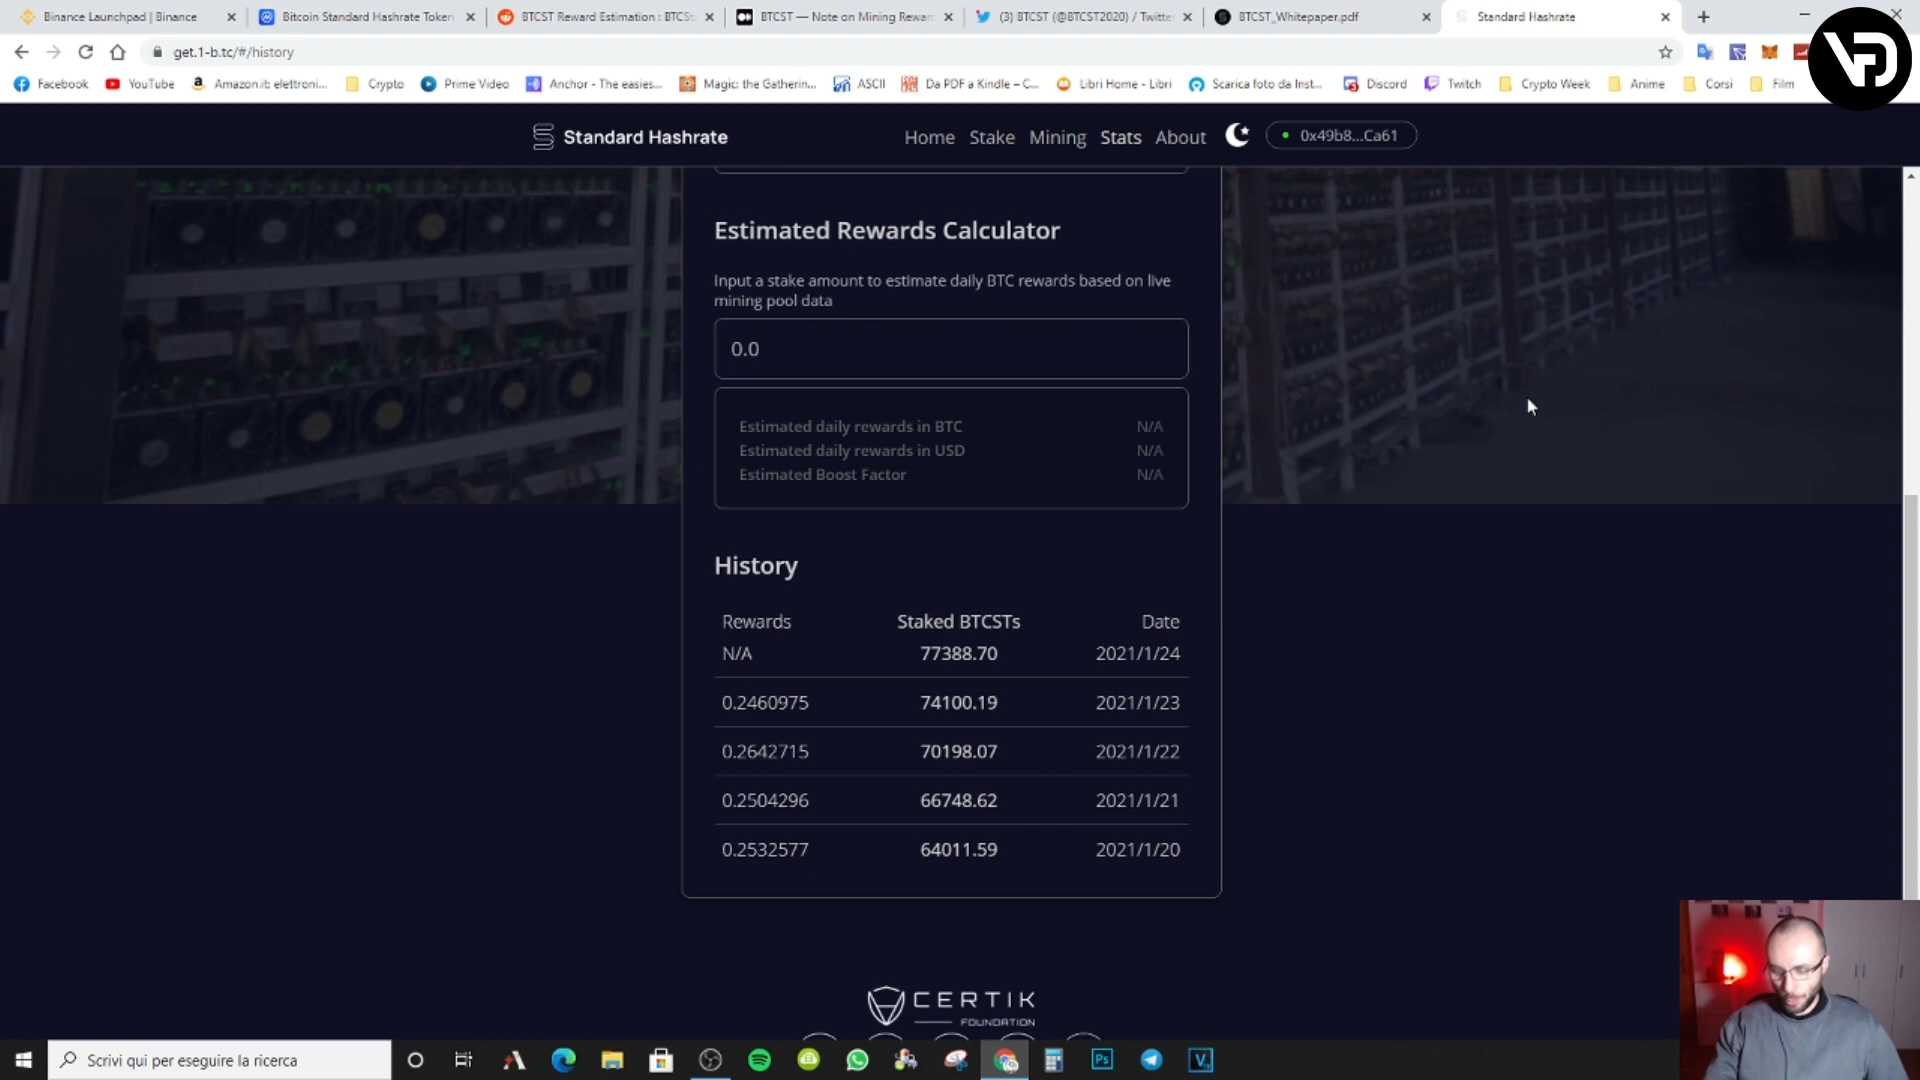 Binance Launchpad | Binance
Bitcoin Standard Hashrate Token
BTCST Reward Estimation : BTCSt
BTCST — Note on Mining Rewar
(3) BTCST (@BTCST2020) / Twitte
BTCST_Whitepaper.pdf
Standard Hashrate
get.1-b.tc/#/history
Facebook
YouTube
Amazon.it: elettroni...
Crypto
Prime Video
Anchor - The easies...
Magic: the Gatherin...
ASCII
Da PDF a Kindle – C...
Libri Home - Libri
Scarica foto da Inst...
Discord
Twitch
Crypto Week
Anime
Corsi
Film
Standard Hashrate
Home Stake Mining Stats About
0x49b8...Ca61
Estimated Rewards Calculator
Input a stake amount to estimate daily BTC rewards based on live
mining pool data
0.0
Estimated daily rewards in BTC N/A
Estimated daily rewards in USD N/A
Estimated Boost Factor N/A
History
Rewards Staked BTCSTs Date
N/A 77388.70 2021/1/24
0.2460975 74100.19 2021/1/23
0.2642715 70198.07 2021/1/22
0.2504296 66748.62 2021/1/21
0.2532577 64011.59 2021/1/20
CERTIK
FOUNDATION
Scrivi qui per eseguire la ricerca
Ps
V